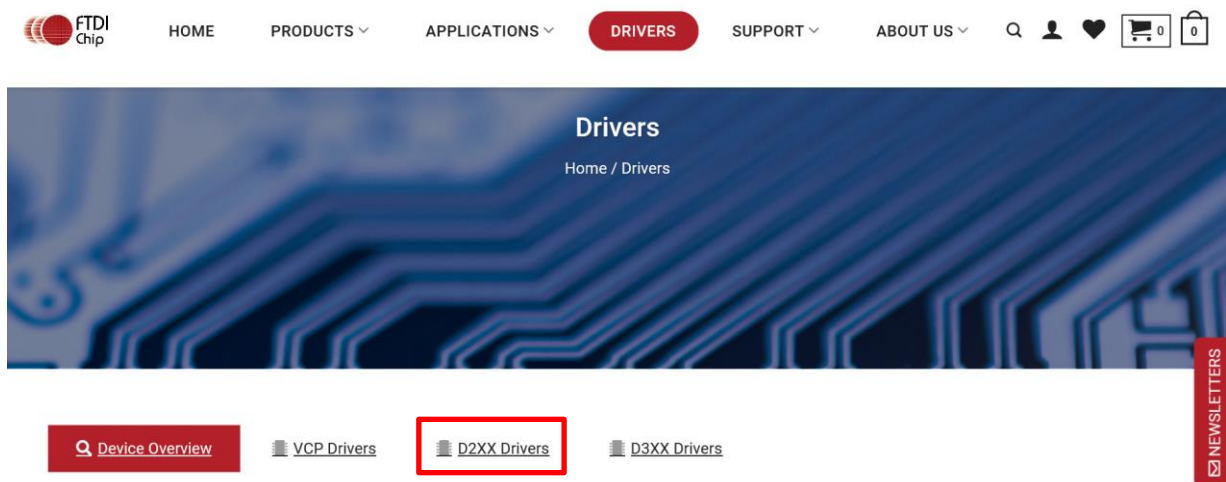 FTDI
Chip
HOME PRODUCTS APPLICATIONS DRIVERS SUPPORT ABOUT US 0 0
Drivers
Home / Drivers
NEWSLETTERS
Device Overview VCP Drivers D2XX Drivers D3XX Drivers